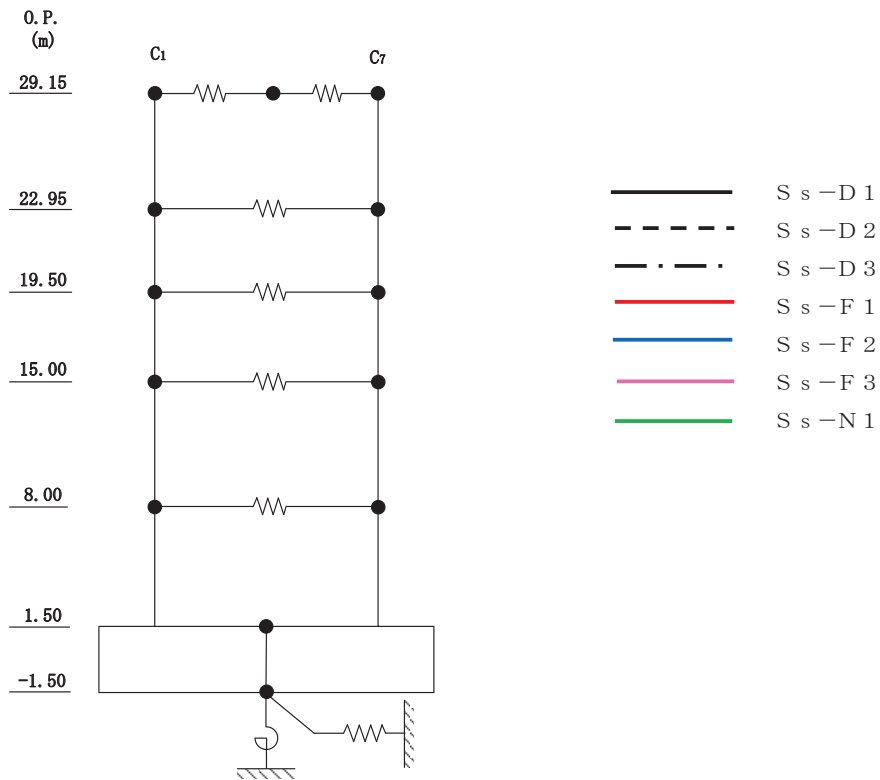 O.P.
(m)
C1
C7
29.15
22.95
19.50
15.00
8.00
1.50
-1.50
Ｓｓ－Ｄ１
Ｓｓ－Ｄ２
Ｓｓ－Ｄ３
Ｓｓ－Ｆ１
Ｓｓ－Ｆ２
Ｓｓ－Ｆ３
Ｓｓ－Ｎ１